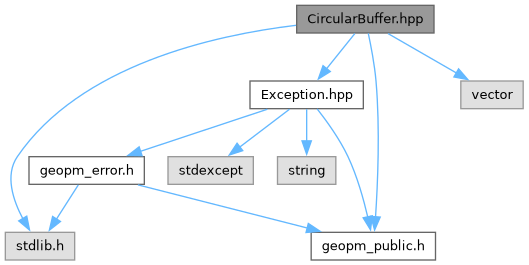 CircularBuffer.hpp
Exception.hpp
vector
geopm_error.h
stdexcept
string
stdlib.h
geopm_public.h